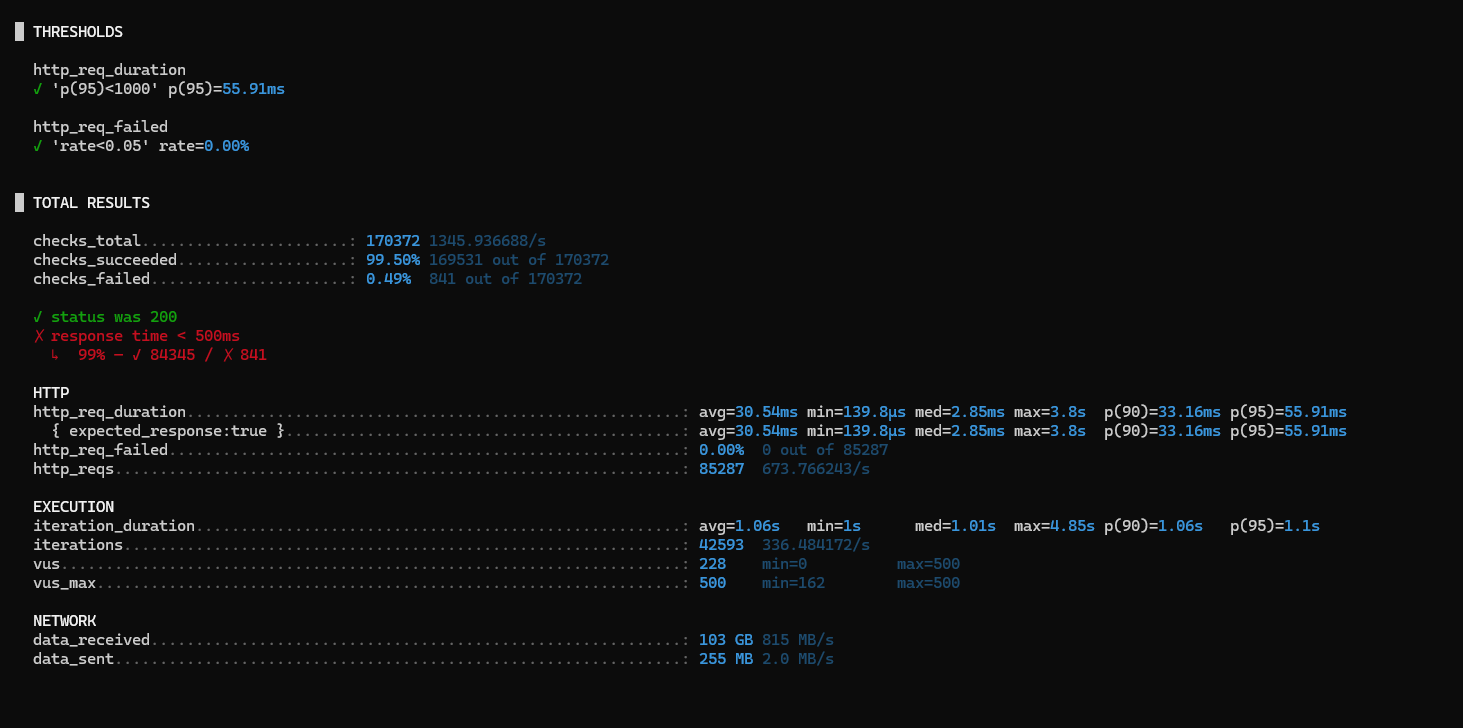 █ THRESHOLDS
http_req_duration
✓ 'p(95)<1000' p(95)=55.91ms
http_req_failed
✓ 'rate<0.05' rate=0.00%
█ TOTAL RESULTS
checks_total.......................: 170372 1345.936688/s
checks_succeeded...................: 99.50% 169531 out of 170372
checks_failed......................: 0.49%  841 out of 170372
✓ status was 200
✗ response time < 500ms
↳  99% — ✓ 84345 / ✗ 841
HTTP
http_req_duration.......................................................: avg=30.54ms min=139.8µs med=2.85ms max=3.8s  p(90)=33.16ms p(95)=55.91ms
{ expected_response:true }............................................: avg=30.54ms min=139.8µs med=2.85ms max=3.8s  p(90)=33.16ms p(95)=55.91ms
http_req_failed.........................................................: 0.00%  0 out of 85287
http_reqs...............................................................: 85287  673.766243/s
EXECUTION
iteration_duration......................................................: avg=1.06s   min=1s      med=1.01s  max=4.85s p(90)=1.06s   p(95)=1.1s
iterations..............................................................: 42593  336.484172/s
vus.....................................................................: 228    min=0          max=500
vus_max.................................................................: 500    min=162        max=500
NETWORK
data_received...........................................................: 103 GB 815 MB/s
data_sent...............................................................: 255 MB 2.0 MB/s